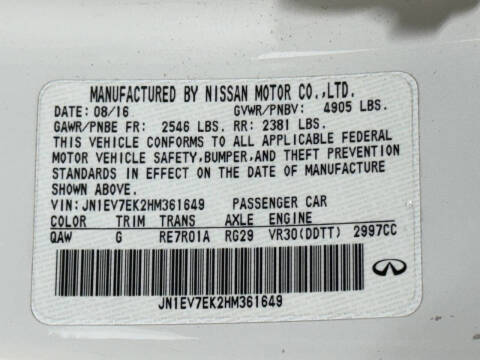 MANUFACTURED BY NISSAN MOTOR CO.,LTD.
DATE: 08/16 GVWR/PNBV: 4905 LBS.
GAWR/PNBE FR: 2546 LBS. RR: 2381 LBS.
THIS VEHICLE CONFORMS TO ALL APPLICABLE FEDERAL
MOTOR VEHICLE SAFETY,BUMPER,AND THEFT PREVENTION
STANDARDS IN EFFECT ON THE DATE OF MANUFACTURE
SHOWN ABOVE.
VIN: JN1EV7EK2HM361649 PASSENGER CAR
COLOR TRIM TRANS AXLE ENGINE
QAW G RE7R01A RG29 VR30(DDTT) 2997CC
JN1EV7EK2HM361649